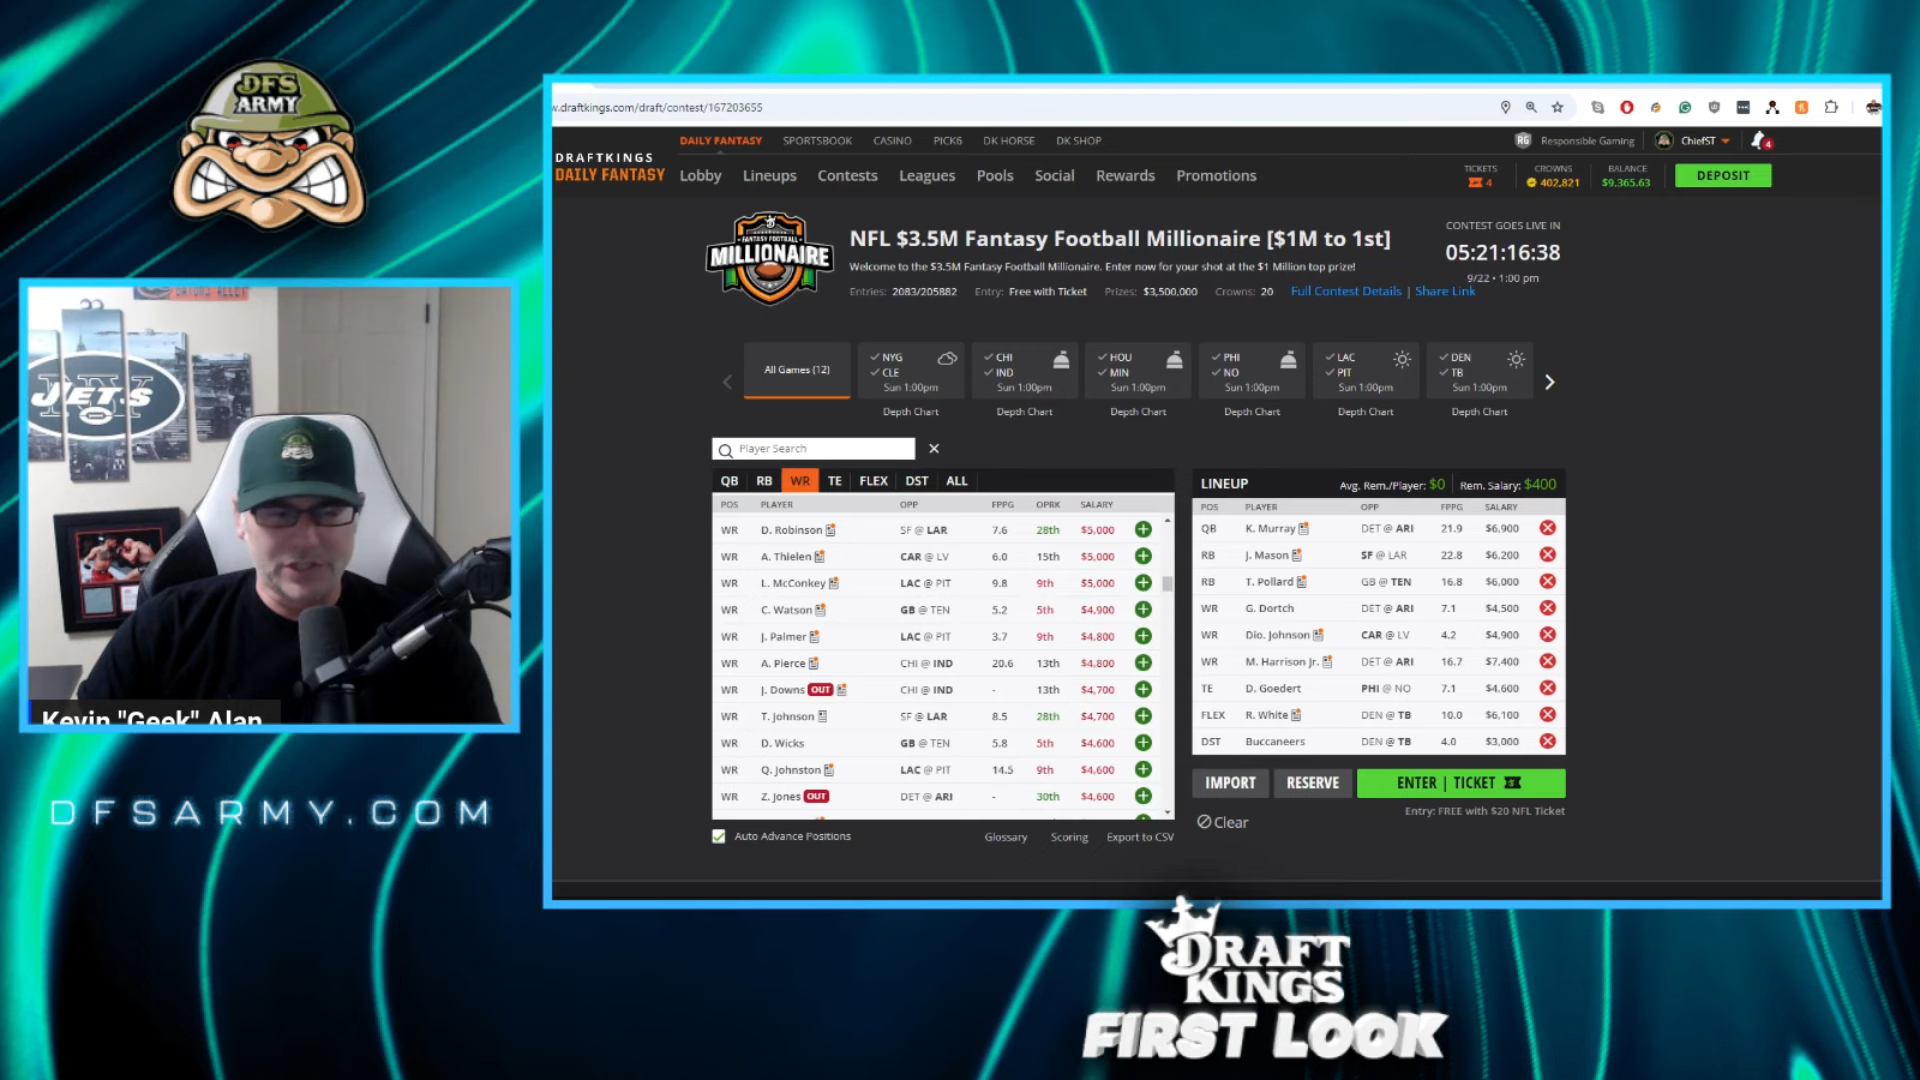 DFS
ARMY
JETS
NY
Kevin "Geek" Alan
DFSARMY.COM
w.draftkings.com/draft/contest/167203655
DRAFTKINGS
DAILY FANTASY
DAILY FANTASY SPORTSBOOK CASINO PICK6 DK HORSE DK SHOP
RG Responsible Gaming ChiefST 4
Lobby Lineups Contests Leagues Pools Social Rewards Promotions
TICKETS CROWNS BALANCE
4 402,821 $9,365.63
DEPOSIT
FANTASY FOOTBALL
MILLIONAIRE
NFL $3.5M Fantasy Football Millionaire [$1M to 1st]
Welcome to the $3.5M Fantasy Football Millionaire. Enter now for your shot at the $1 Million top prize!
Entries: 2083/205882 Entry: Free with Ticket Prizes: $3,500,000 Crowns: 20 Full Contest Details | Share Link
CONTEST GOES LIVE IN
05:21:16:38
9/22 • 1:00 pm
All Games (12)
NYG CLE Sun 1:00pm Depth Chart
CHI IND Sun 1:00pm Depth Chart
HOU MIN Sun 1:00pm Depth Chart
PHI NO Sun 1:00pm Depth Chart
LAC PIT Sun 1:00pm Depth Chart
DEN TB Sun 1:00pm Depth Chart
Player Search
QB RB WR TE FLEX DST ALL
POS PLAYER OPP FPPG OPRK SALARY
WR D. Robinson SF @ LAR 7.6 28th $5,000
WR A. Thielen CAR @ LV 6.0 15th $5,000
WR L. McConkey LAC @ PIT 9.8 9th $5,000
WR C. Watson GB @ TEN 5.2 5th $4,900
WR J. Palmer LAC @ PIT 3.7 9th $4,800
WR A. Pierce CHI @ IND 20.6 13th $4,800
WR J. Downs OUT CHI @ IND - 13th $4,700
WR T. Johnson SF @ LAR 8.5 28th $4,700
WR D. Wicks GB @ TEN 5.8 5th $4,600
WR Q. Johnston LAC @ PIT 14.5 9th $4,600
WR Z. Jones OUT DET @ ARI - 30th $4,600
Auto Advance Positions Glossary Scoring Export to CSV
LINEUP Avg. Rem./Player: $0 Rem. Salary: $400
POS PLAYER OPP FPPG SALARY
QB K. Murray DET @ ARI 21.9 $6,900
RB J. Mason SF @ LAR 22.8 $6,200
RB T. Pollard GB @ TEN 16.8 $6,000
WR G. Dortch DET @ ARI 7.1 $4,500
WR Dio. Johnson CAR @ LV 4.2 $4,900
WR M. Harrison Jr. DET @ ARI 16.7 $7,400
TE D. Goedert PHI @ NO 7.1 $4,600
FLEX R. White DEN @ TB 10.0 $6,100
DST Buccaneers DEN @ TB 4.0 $3,000
IMPORT RESERVE ENTER | TICKET
Entry: FREE with $20 NFL Ticket
Clear
DRAFT
KINGS
FIRST LOOK